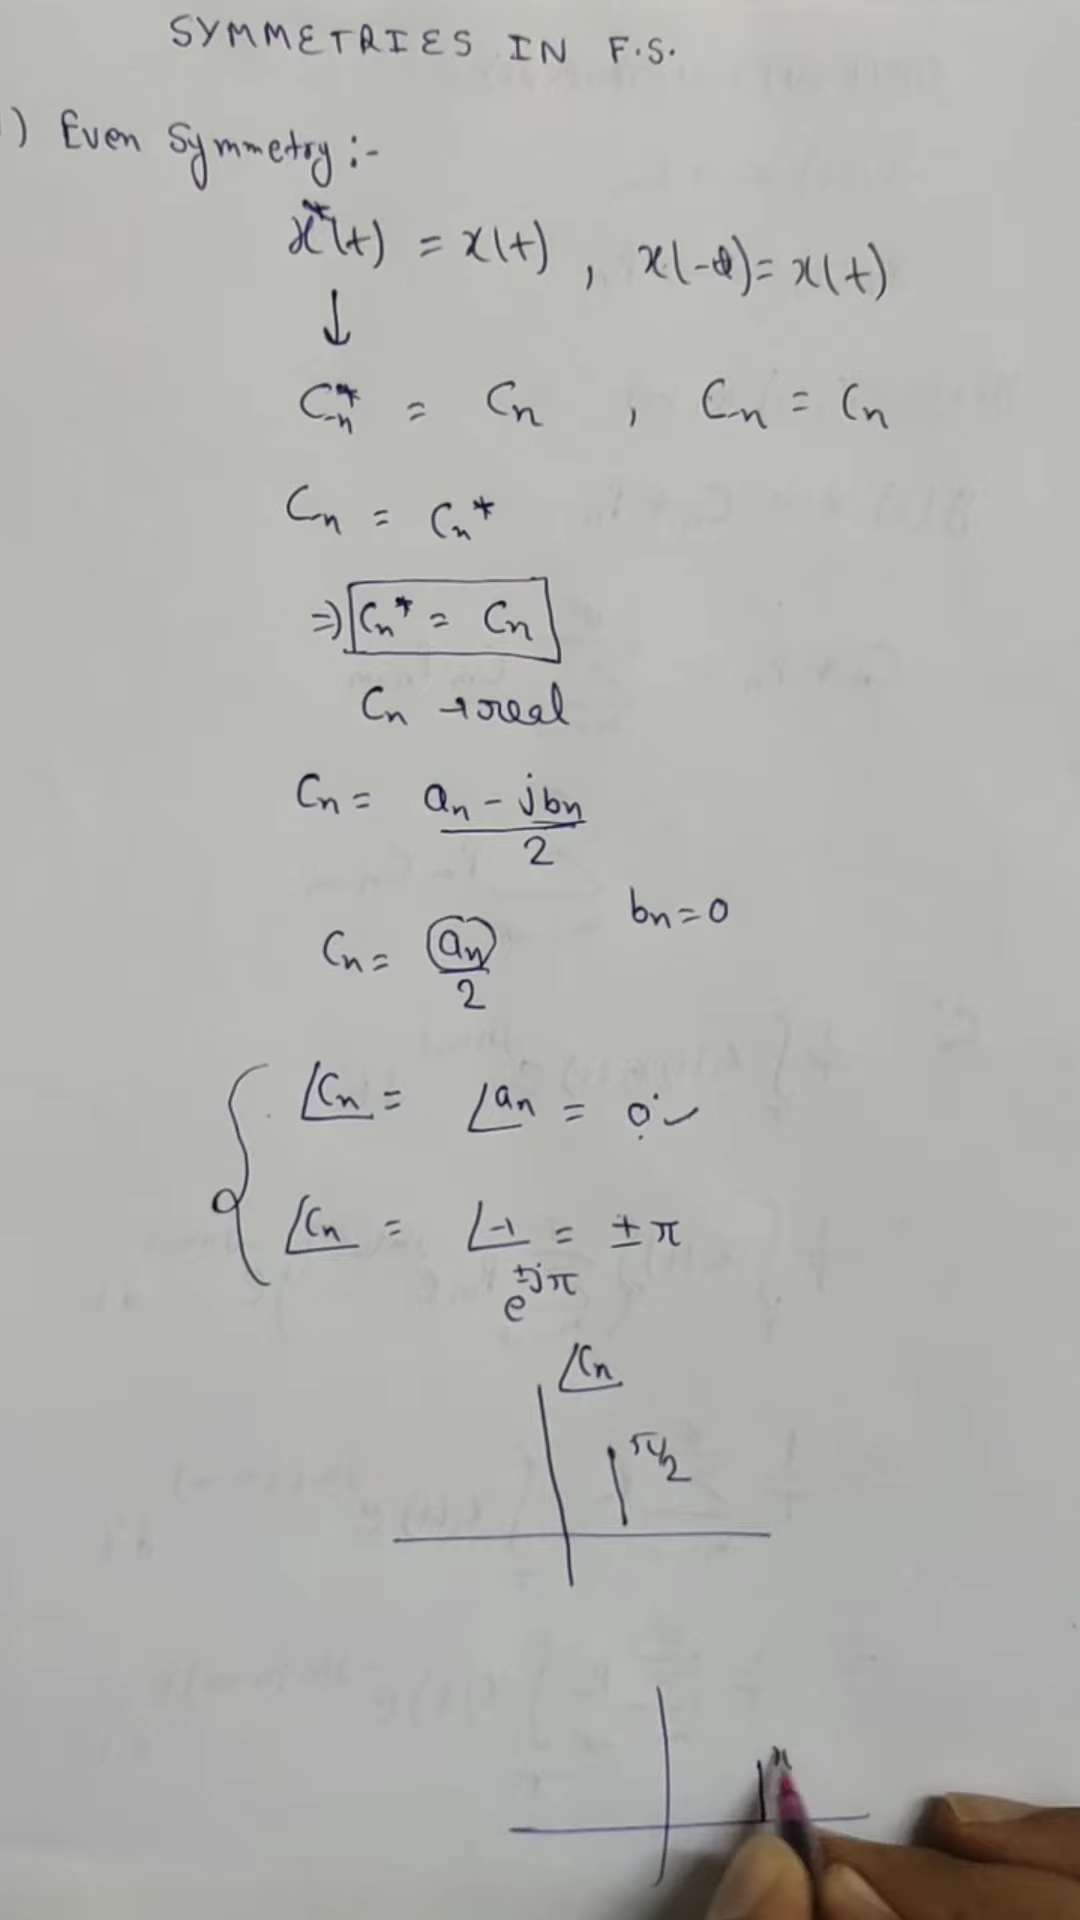 SYMMETRIES IN F.S.
) Even Symmetry :-
x*(t) = x(t) , x(-t) = x(t)
↓
C-n* = Cn , C-n = Cn
Cn = Cn*
⇒ Cn* = Cn
Cn → real
Cn = an - jbn
2
bn = 0
Cn = an
2
∠Cn = ∠an = 0°
∠Cn = ∠-1 = ± π
e±jπ
∠Cn
π/2